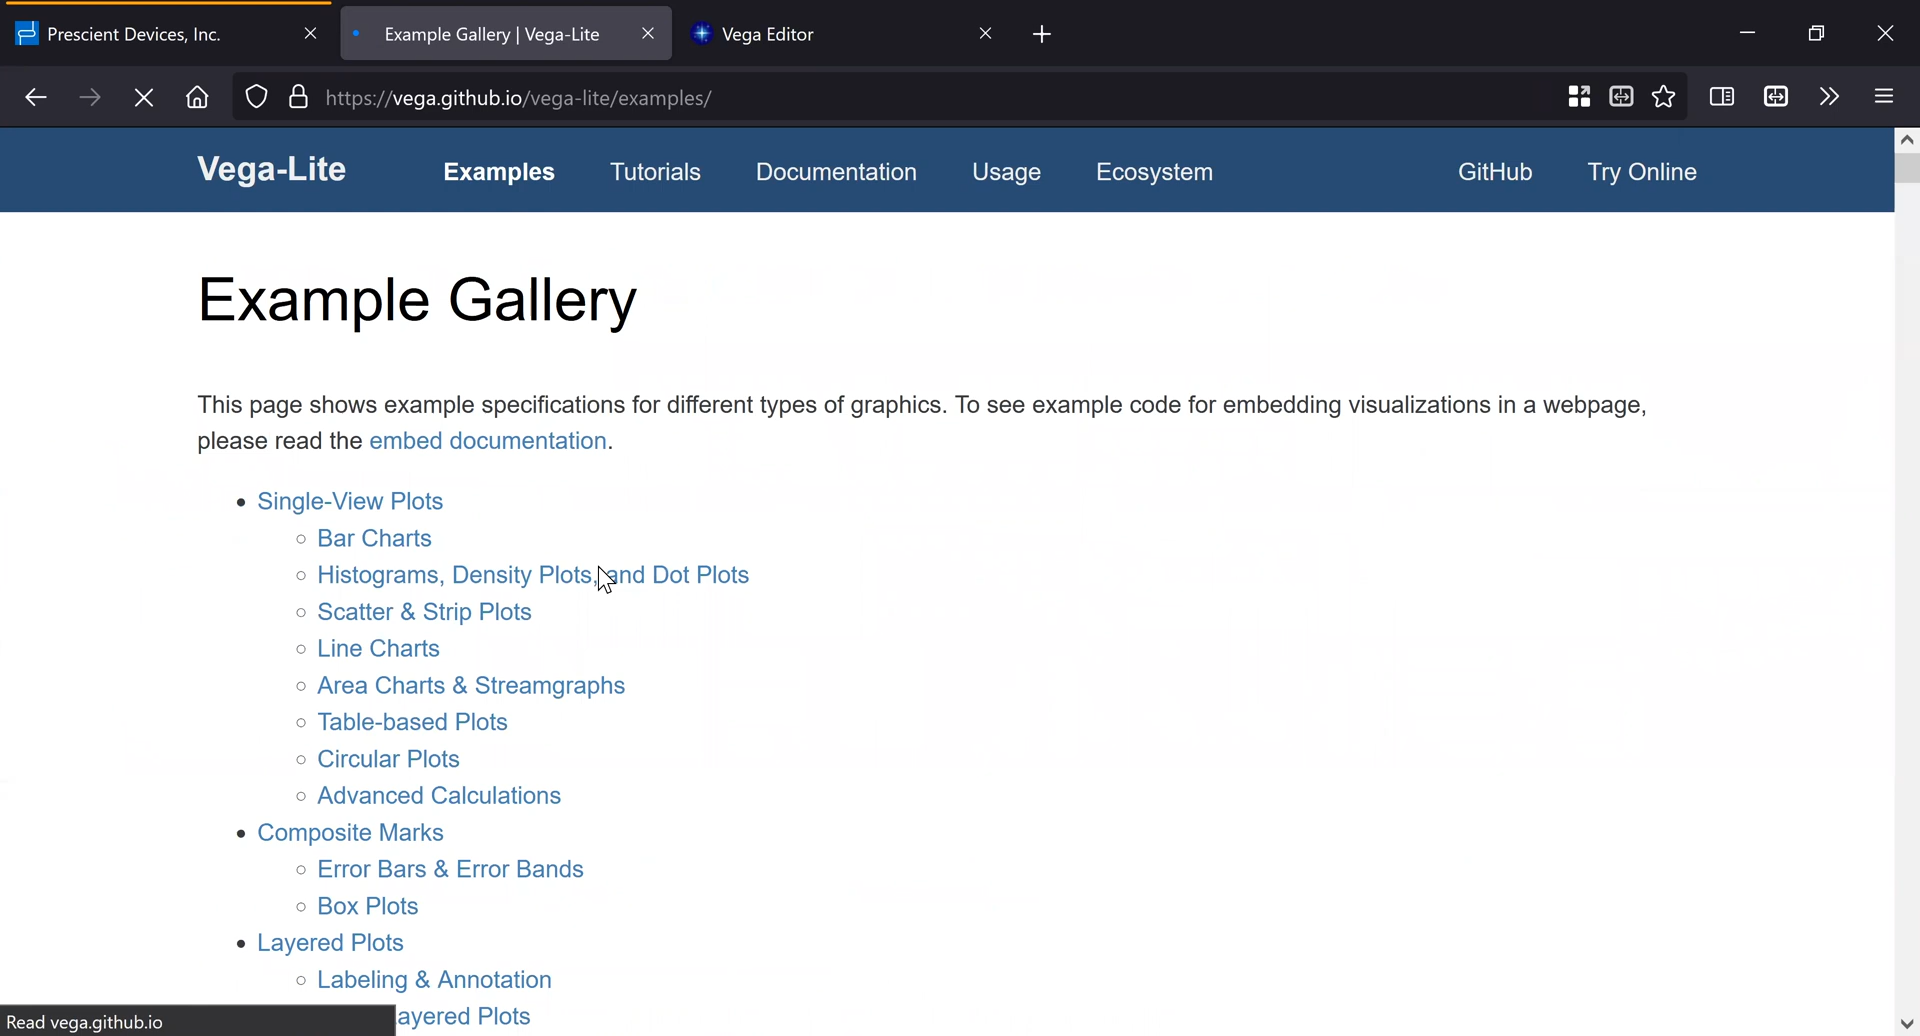 Prescient Devices, Inc.
Example Gallery | Vega-Lite
Vega Editor
https://vega.github.io/vega-lite/examples/
Vega-Lite
Examples
Tutorials
Documentation
Usage
Ecosystem
GitHub
Try Online
Example Gallery
This page shows example specifications for different types of graphics. To see example code for embedding visualizations in a webpage,
please read the embed documentation.
Single-View Plots
Bar Charts
Histograms, Density Plots, and Dot Plots
Scatter & Strip Plots
Line Charts
Area Charts & Streamgraphs
Table-based Plots
Circular Plots
Advanced Calculations
Composite Marks
Error Bars & Error Bands
Box Plots
Layered Plots
Labeling & Annotation
ayered Plots
Read vega.github.io